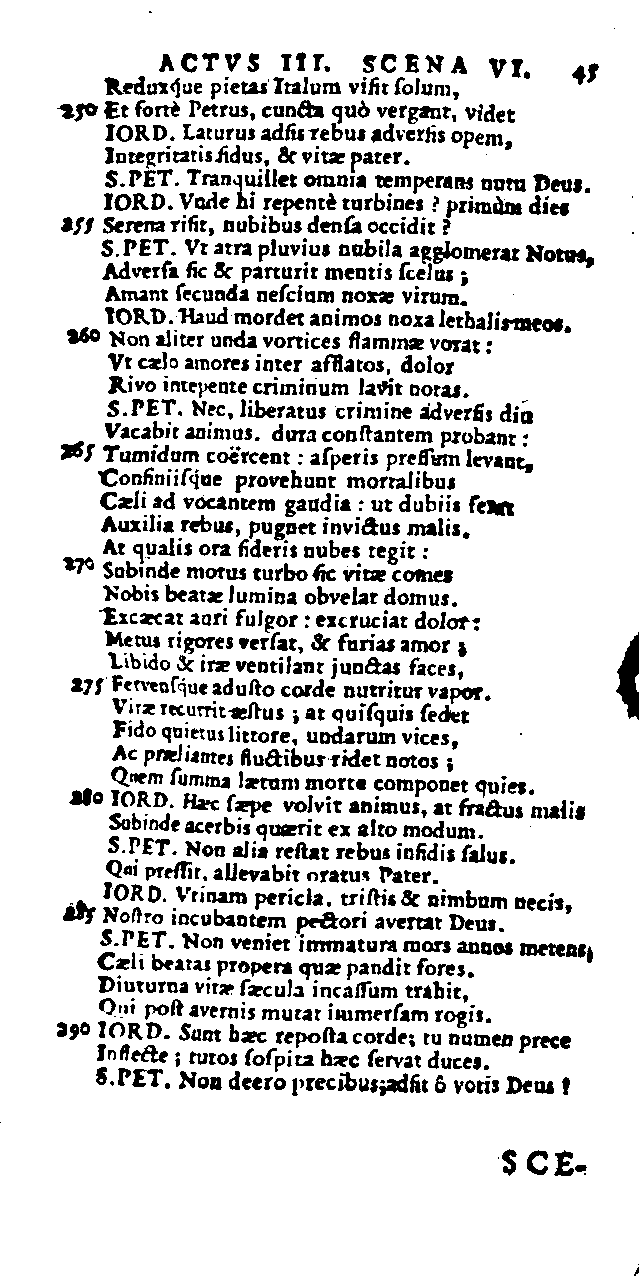 ACTVS III. SCENA VI. 45
Reduxq́ue pietas Italum visit solum,
250 Et fortè Petrus, cuncta quò vergant, videt
IORD. Laturus adsis rebus adversis opem,
Integritatis fidus, & vitæ pater.
S.PET. Tranquillet omnia temperans nutu Deus.
IORD. Vnde hi repentè turbines ? primùm dies
255 Serena risit, nubibus densa occidit ?
S.PET. Vt atra pluvius nubila agglomerat Notus,
Adversa sic & parturit mentis scelus ;
Amant secunda nescium noxæ virum.
IORD. Haud mordet animos noxa lethalis meos.
260 Non aliter unda vortices flammæ vorat :
Vt cælo amores inter afflatos, dolor
Rivo intepente criminum lavit notas.
S.PET. Nec, liberatus crimine adversis diu
Vacabit animus. dura constantem probant :
265 Tumidum coërcent : asperis pressum levant,
Confiniisq́ue provehunt mortalibus
Cæli ad vocantem gaudia : ut dubiis ferat
Auxilia rebus, pugnet invictus malis.
At qualis ora sideris nubes tegit :
270 Subinde motus turbo sic vitæ comes
Nobis beatæ lumina obvelat domus.
Excæcat auri fulgor : excruciat dolor :
Metus rigores versat, & furias amor ;
Libido & iræ ventilant junctas faces,
275 Fervensq́ue adusto corde nutritur vapor.
Vitæ recurrit æstus ; at quisquis sedet
Fido quietus littore, undarum vices,
Ac præliantes fluctibus ridet notos ;
Quem summa lætum morte componet quies.
280 IORD. Hæc sæpe volvit animus, at fractus malis
Subinde acerbis quærit ex alto modum.
S.PET. Non alia restat rebus infidis salus.
Qui pressit, allevabit oratus Pater.
IORD. Vtinam pericla, tristis & nimbum necis,
285 Nostro incubantem pectori avertat Deus.
S.PET. Non veniet immatura mors annos metens,
Cæli beatas propera quæ pandit fores.
Diuturna vitæ sæcula incassum trahit,
Qui post avernis mutat immersam rogis.
290 IORD. Sunt hæc reposta corde; tu numen prece
Inflecte ; tutos sospita hæc servat duces.
S.PET. Non deero precibus; adsit ô votis Deus !
SCE-